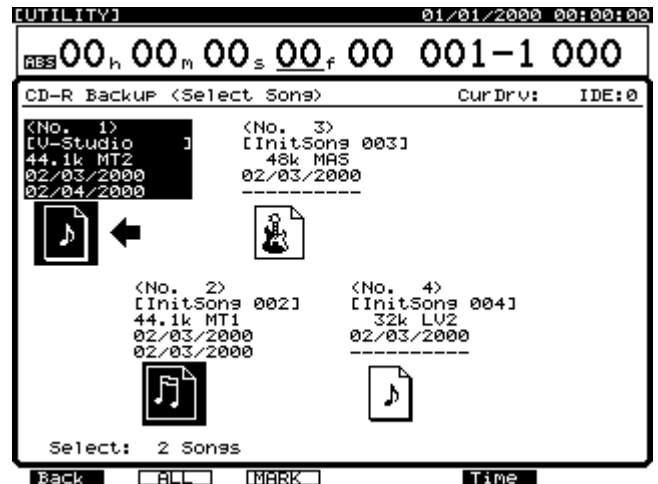 [UTILITY] 01/01/2000 00:00:00
ABS 00h 00m 00s 00f 00 001-1 000
CD-R Backup (Select Song) CurDrv: IDE:0
(No. 1)
[V-Studio ]
44.1k MT2
02/03/2000
02/04/2000
(No. 3)
[InitSong 003]
48k MAS
02/03/2000
----------
(No. 2)
[InitSong 002]
44.1k MT1
02/03/2000
02/03/2000
(No. 4)
[InitSong 004]
32k LV2
02/03/2000
----------
Select: 2 Songs
Back ALL MARK Time